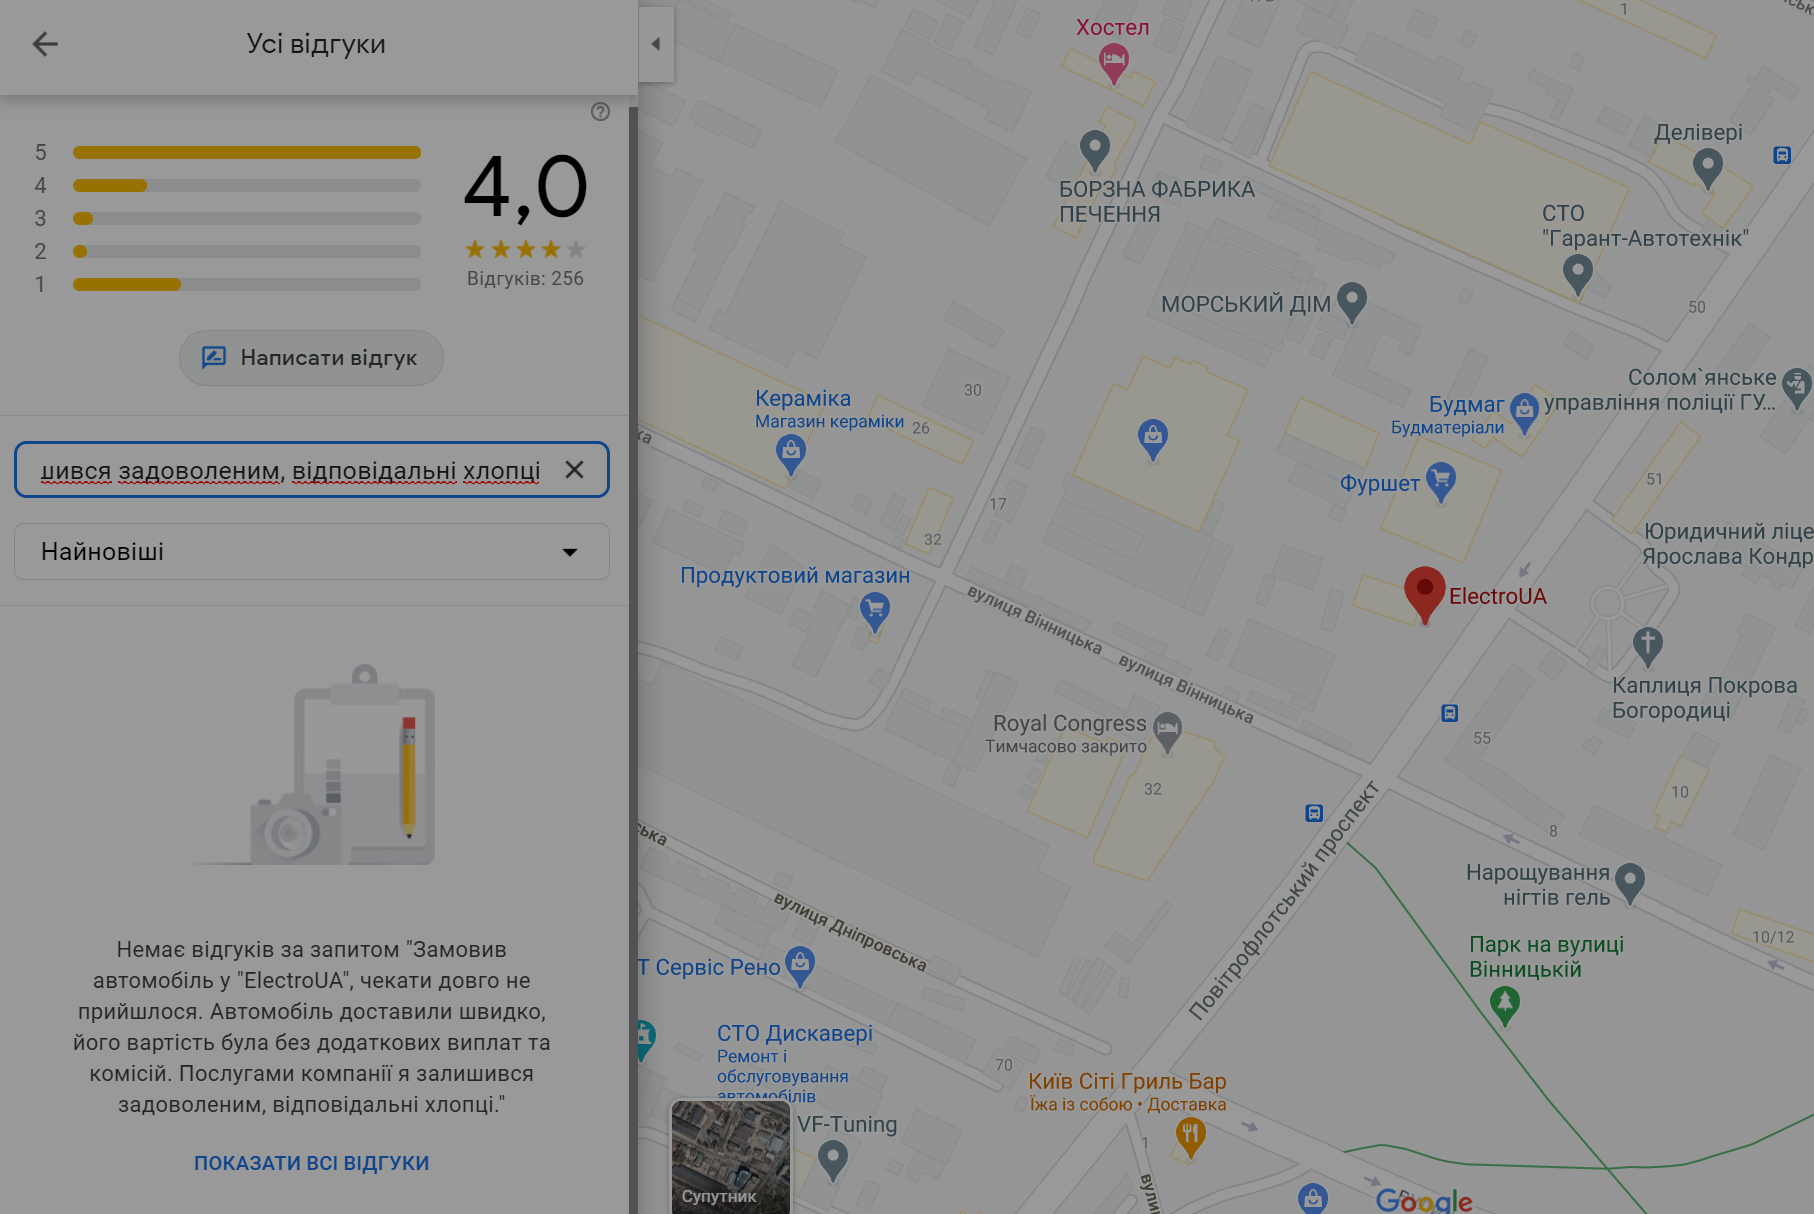 Усі відгуки
5
4
3
2
1
4,0
Відгуків: 256
Написати відгук
шився задоволеним, відповідальні хлопці
Найновіші
Немає відгуків за запитом "Замовив
автомобіль у "ElectroUA", чекати довго не
прийшлося. Автомобіль доставили швидко,
його вартість була без додаткових виплат та
комісій. Послугами компанії я залишився
задоволеним, відповідальні хлопці."
ПОКАЗАТИ ВСІ ВІДГУКИ
Хостел
1
Делівері
БОРЗНА ФАБРИКА
ПЕЧЕННЯ
СТО
"Гарант-Автотехнік"
МОРСЬКИЙ ДІМ
50
Солом`янське
управління поліції ГУ...
Кераміка
Магазин кераміки
30
26
Будмаг
Будматеріали
Фуршет
51
17
32
Юридичний ліце
Ярослава Кондр
Продуктовий магазин
ElectroUA
вулиця Вінницька
вулиця Вінницька
Каплиця Покрова
Богородиці
Royal Congress
Тимчасово закрито
55
32
10
8
ська
Повітрофлотський проспект
Нарощування
нігтів гель
вулиця Дніпровська
10/12
Парк на вулиці
Вінницькій
Т Сервіс Рено
СТО Дискавері
Ремонт і
обслуговування
автомобілів
70
Київ Сіті Гриль Бар
Їжа із собою • Доставка
VF-Tuning
1
Супутник
вули
Google